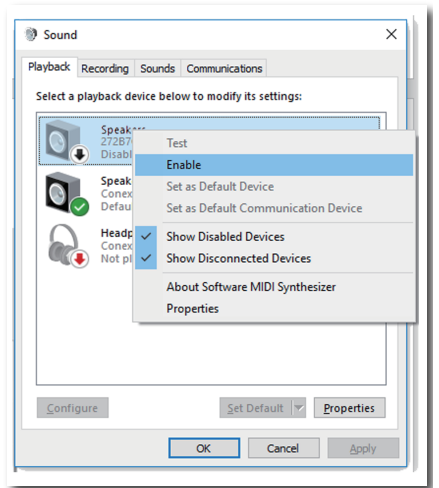 Sound
Playback Recording Sounds Communications
Select a playback device below to modify its settings:
Speakers
272B7
Disabl
Test
Enable
Set as Default Device
Set as Default Communication Device
Speak
Conex
Defau
Show Disabled Devices
Headp
Conex
Not pl
Show Disconnected Devices
About Software MIDI Synthesizer
Properties
Configure Set Default Properties
OK Cancel Apply